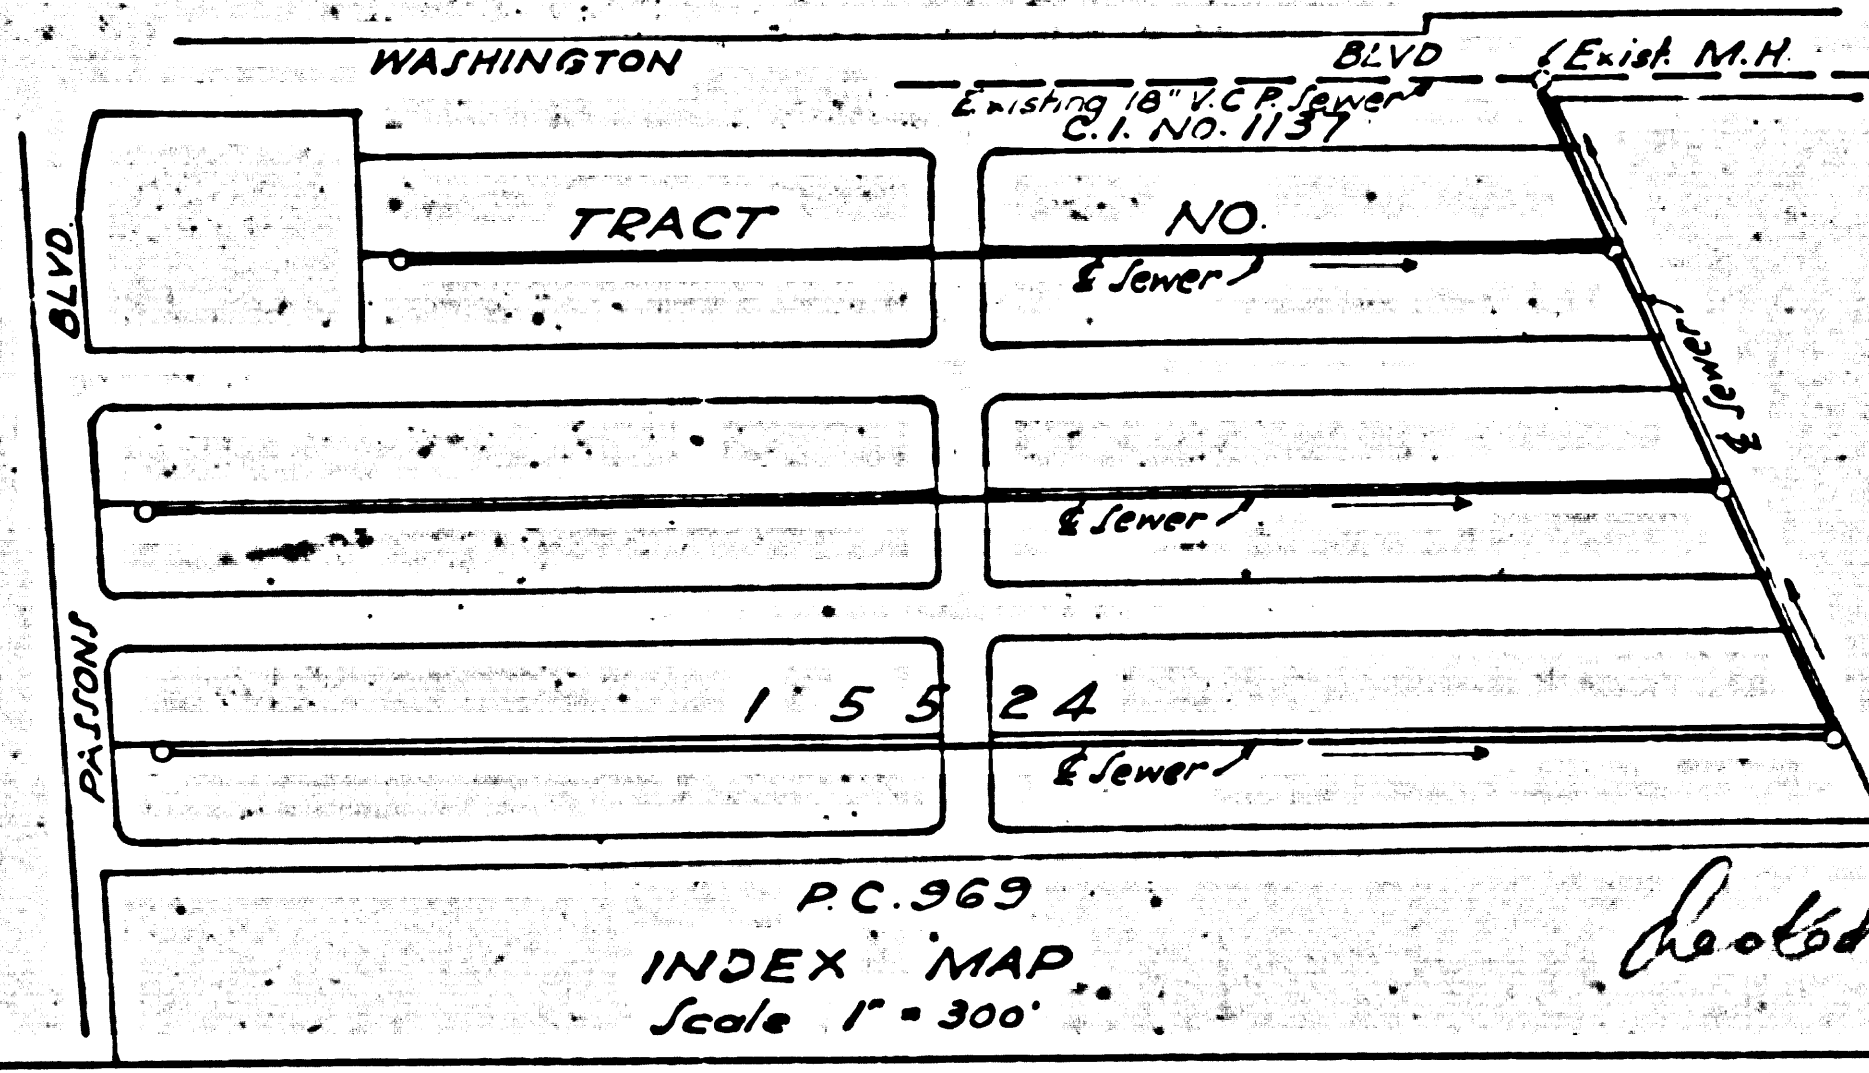 WASHINGTON BLVD
Exist. M.H.
Existing 18" V.C.P. Sewer
C.I. NO. 1137
TRACT NO.
BLVD.
℄ Sewer
℄ Sewer
℄ Sewer
PASSONS
1 5 5 2 4
℄ Sewer
P.C. 969
INDEX MAP
Scale 1" = 300'